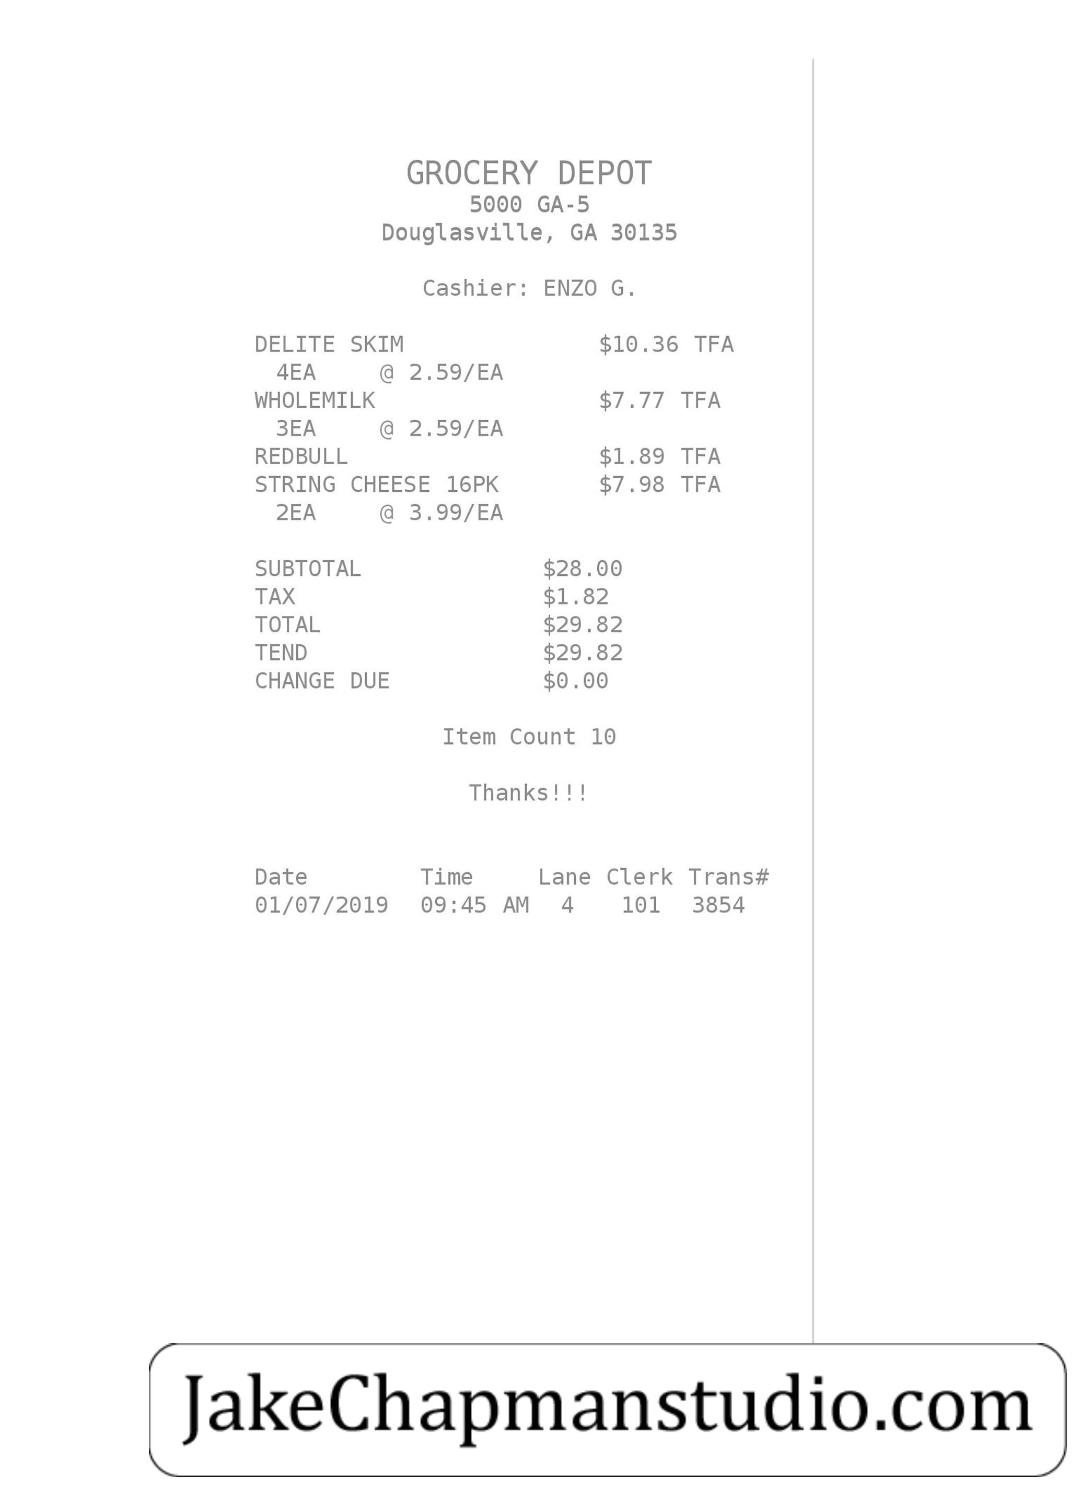 GROCERY DEPOT
5000 GA-5
Douglasville, GA 30135
Cashier: ENZO G.
DELITE SKIM $10.36 TFA
4EA @ 2.59/EA
WHOLEMILK $7.77 TFA
3EA @ 2.59/EA
REDBULL $1.89 TFA
STRING CHEESE 16PK $7.98 TFA
2EA @ 3.99/EA
SUBTOTAL $28.00
TAX $1.82
TOTAL $29.82
TEND $29.82
CHANGE DUE $0.00
Item Count 10
Thanks!!!
Date Time Lane Clerk Trans#
01/07/2019 09:45 AM 4 101 3854
JakeChapmanstudio.com